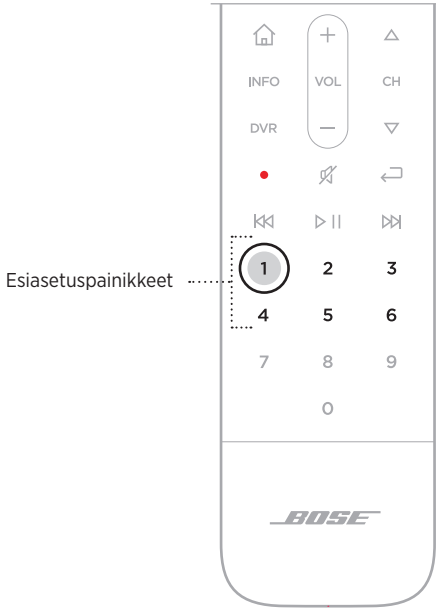 INFO VOL CH
DVR
Esiasetuspainikkeet
1 2 3
4 5 6
7 8 9
0
BOSE